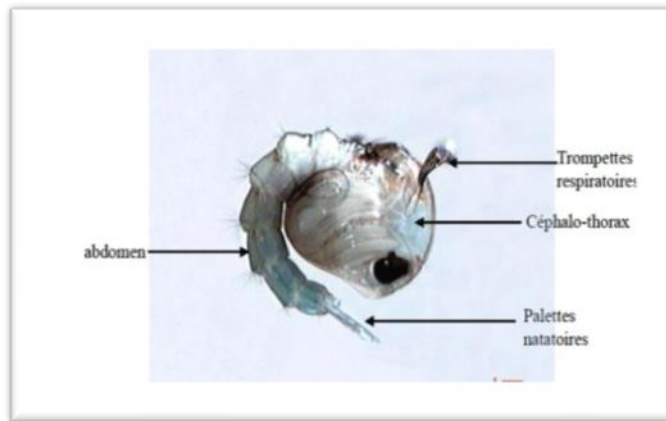 Trompettes
respiratoires
Céphalo-thorax
abdomen
Palettes
natatoires